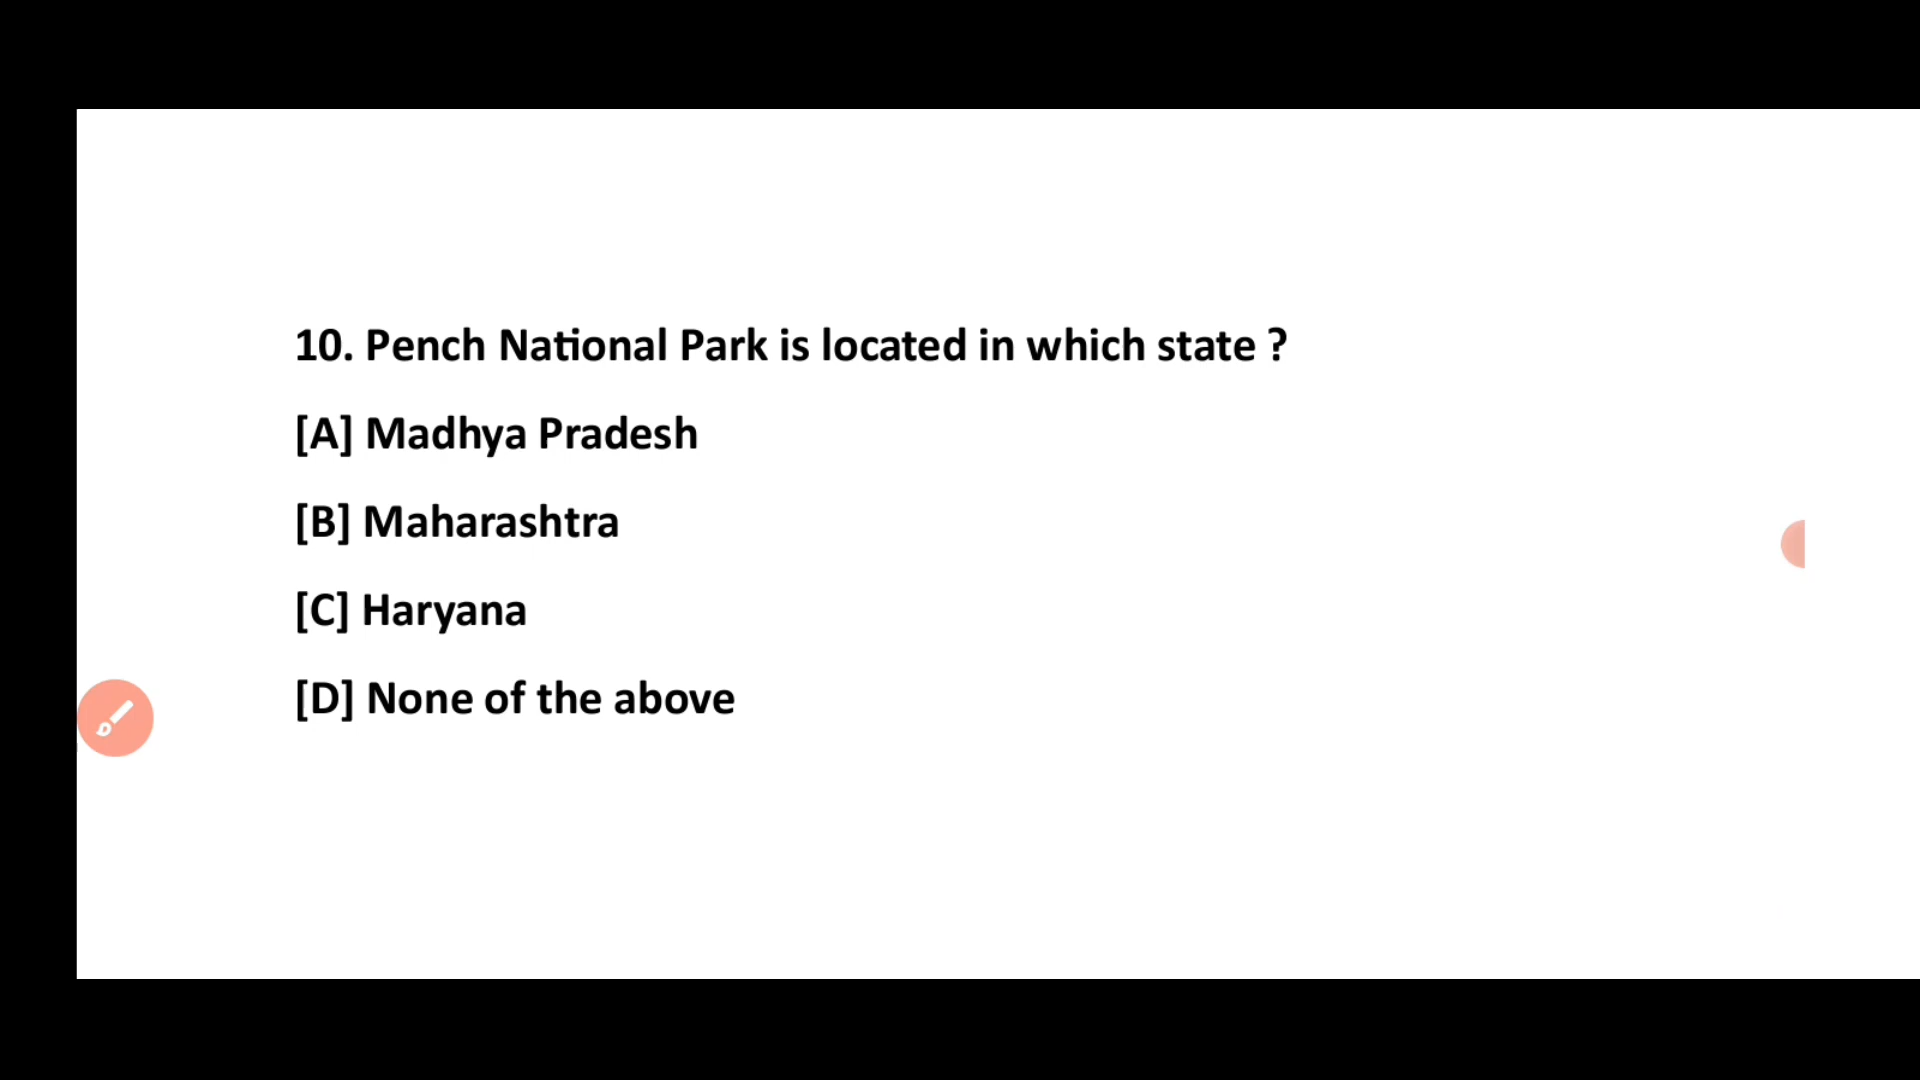 10. Pench National Park is located in which state ?
[A] Madhya Pradesh
[B] Maharashtra
[C] Haryana
[D] None of the above